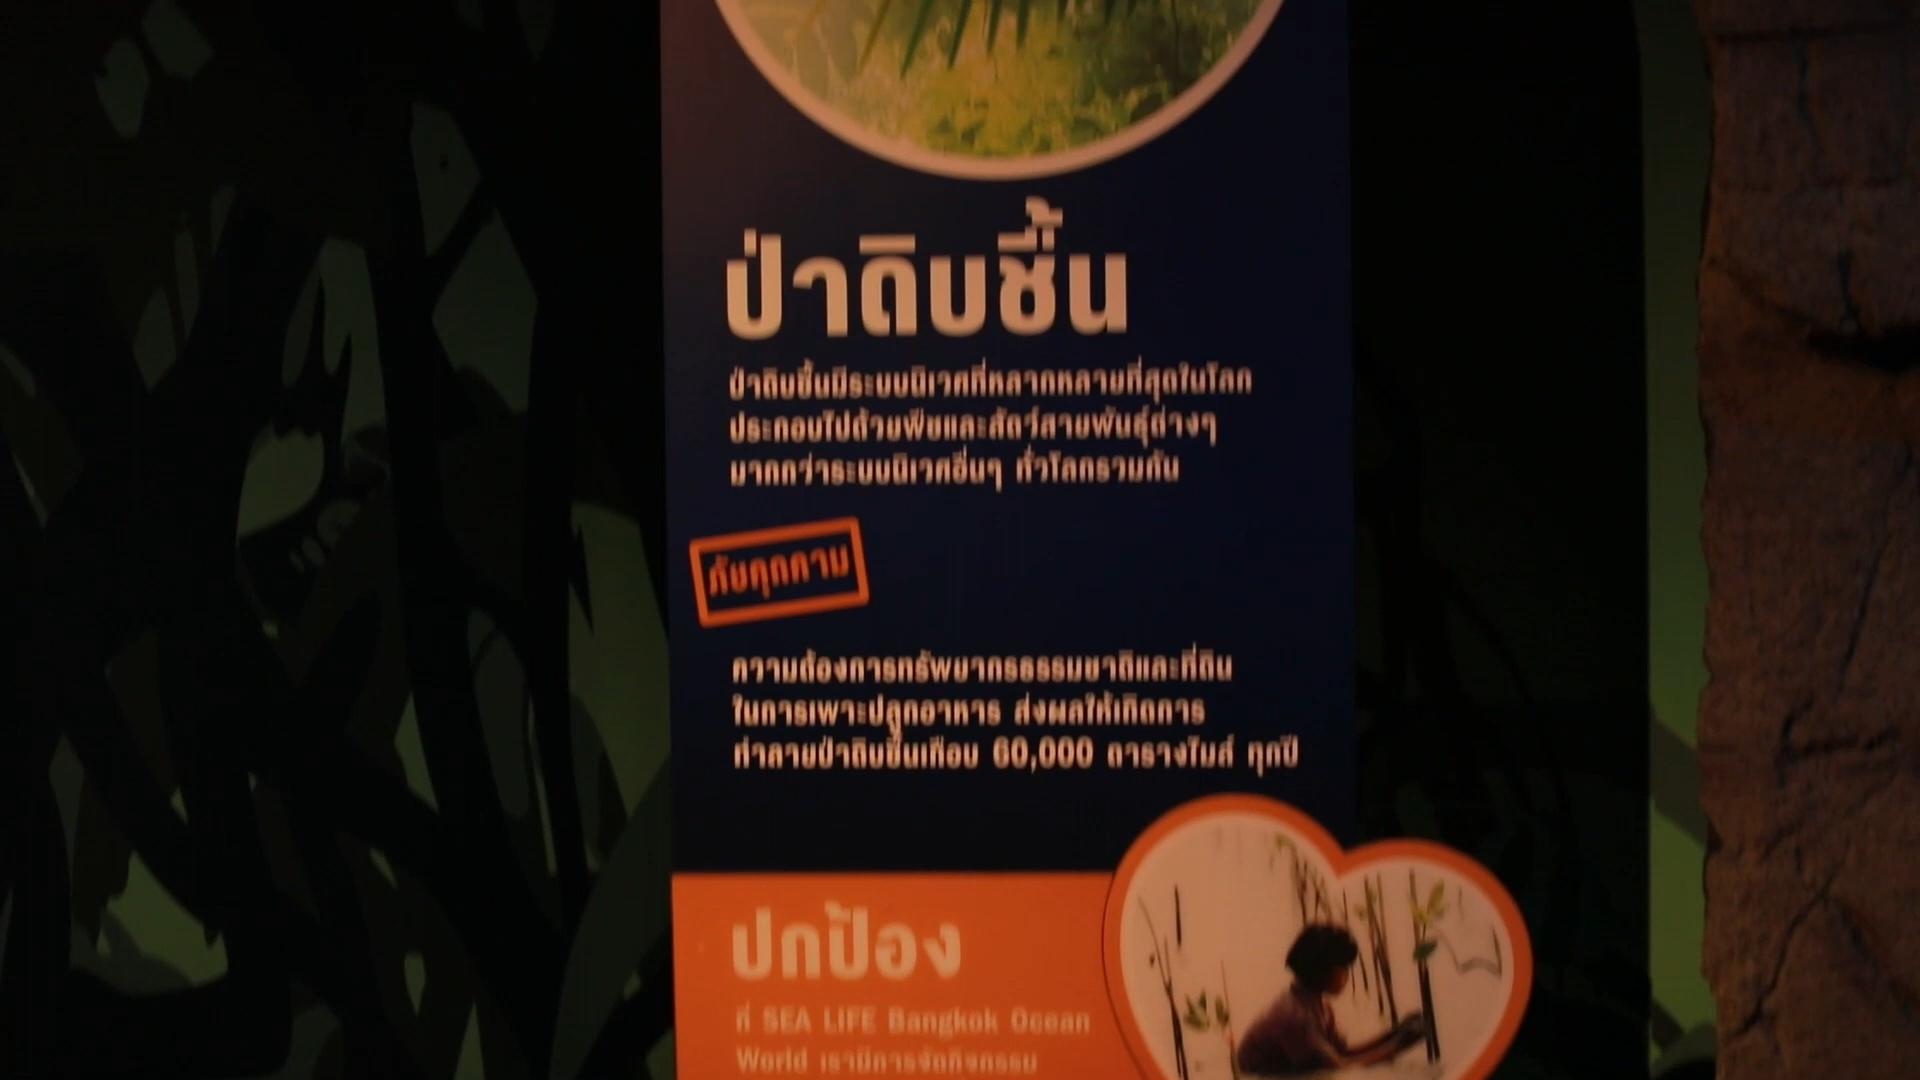 ป่าดิบชื้น
ป่าดิบชื้นมีระบบนิเวศที่หลากหลายที่สุดในโลก
ประกอบไปด้วยพืชและสัตว์สายพันธุ์ต่างๆ
มากกว่าระบบนิเวศอื่นๆ ทั่วโลกรวมกัน
ภัยคุกคาม
ความต้องการทรัพยากรธรรมชาติและที่ดิน
ในการเพาะปลูกอาหาร ส่งผลให้เกิดการ
ทำลายป่าดิบชื้นเกือบ 60,000 ตารางไมล์ ทุกปี
ปกป้อง
ที่ SEA LIFE Bangkok Ocean
World เรามีการจัดกิจกรรม